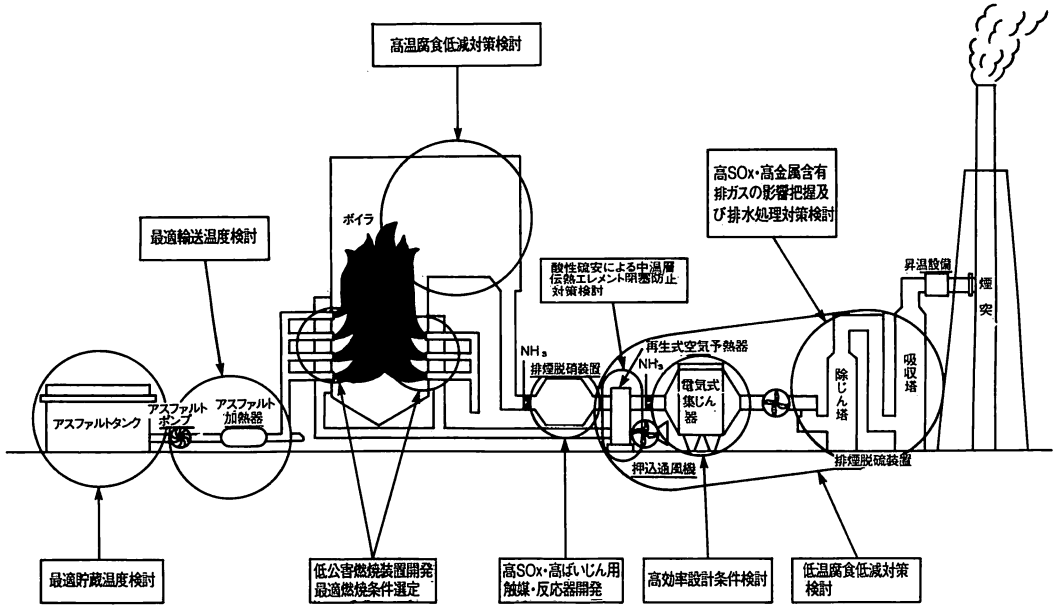 高温腐食低減対策検討
高SOx・高金属含有
排ガスの影響把握及
び排水処理対策検討
最適輸送温度検討
ボイラ
酸性硫安による中温層
伝熱エレメント閉塞防止
対策検討
昇温設備
煙突
NH₃
排煙脱硝装置
再生式空気予熱器
NH₃
電気式
集じん
器
除じん塔
吸収塔
アスファルトタンク
アスファルト
ポンプ
アスファルト
加熱器
押込通風機
排煙脱硫装置
最適貯蔵温度検討
低公害燃焼装置開発
最適燃焼条件選定
高SOx・高ばいじん用
触媒・反応器開発
高効率設計条件検討
低温腐食低減対策
検討